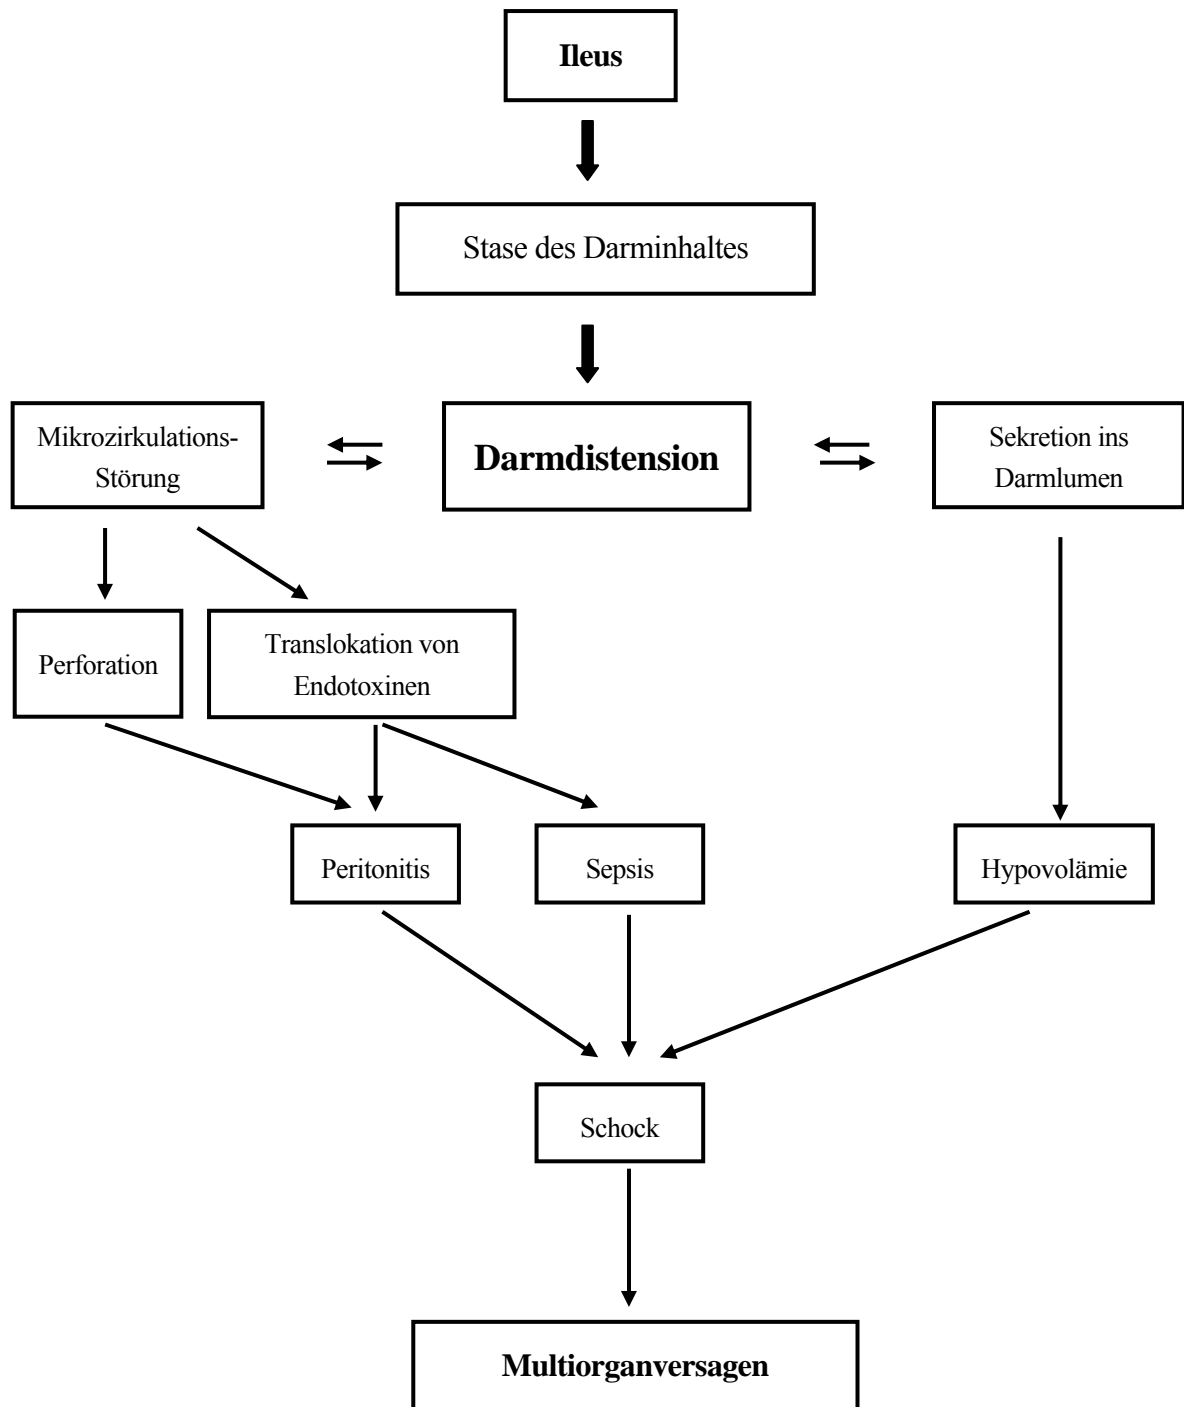 Ileus
Stase des Darminhaltes
Mikrozirkulations-
Störung
Darmdistension
Sekretion ins
Darmlumen
Perforation
Translokation von
Endotoxinen
Peritonitis
Sepsis
Hypovolämie
Schock
Multiorganversagen